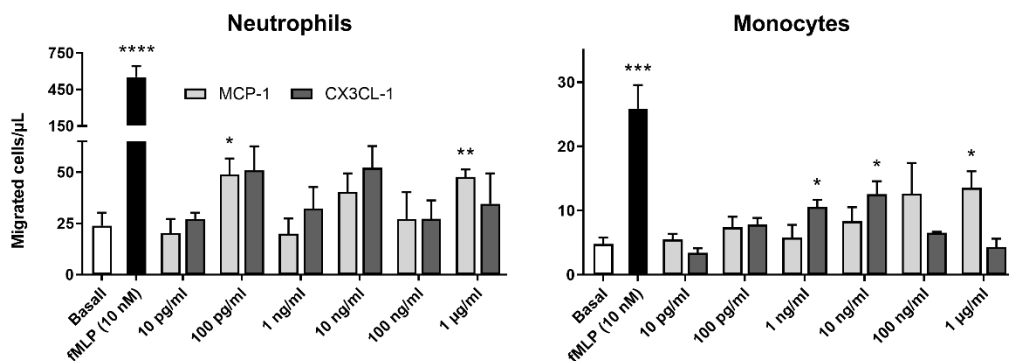 Neutrophils
Monocytes
Migrated cells/µL
750
450
150
50
25
0
****
*
**
MCP-1
CX3CL-1
Basall
fMLP (10 nM)
10 pg/ml
100 pg/ml
1 ng/ml
10 ng/ml
100 ng/ml
1 µg/ml
30
20
10
0
***
*
*
*
Basal
fMLP (10 nM)
10 pg/ml
100 pg/ml
1 ng/ml
10 ng/ml
100 ng/ml
1 µg/ml